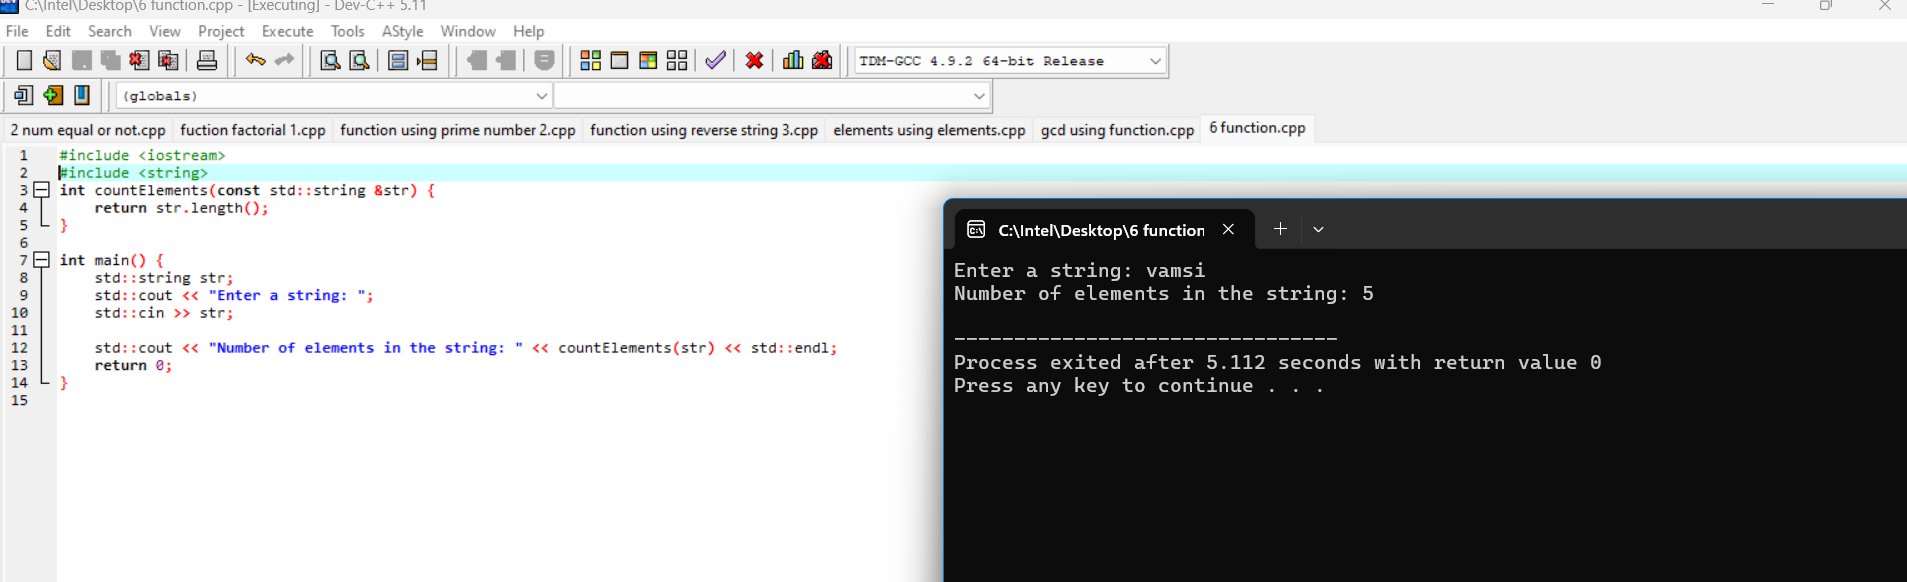 C:\Intel\Desktop\6 function.cpp - [Executing] - Dev-C++ 5.11
File Edit Search View Project Execute Tools AStyle Window Help
TDM-GCC 4.9.2 64-bit Release
(globals)
2 num equal or not.cpp fuction factorial 1.cpp function using prime number 2.cpp function using reverse string 3.cpp elements using elements.cpp gcd using function.cpp 6 function.cpp
1 #include <iostream>
2 #include <string>
3 int countElements(const std::string &str) {
4 return str.length();
5 }
6
7 int main() {
8 std::string str;
9 std::cout << "Enter a string: ";
10 std::cin >> str;
11
12 std::cout << "Number of elements in the string: " << countElements(str) << std::endl;
13 return 0;
14 }
15
C:\Intel\Desktop\6 function
Enter a string: vamsi
Number of elements in the string: 5
--------------------------------
Process exited after 5.112 seconds with return value 0
Press any key to continue . . .